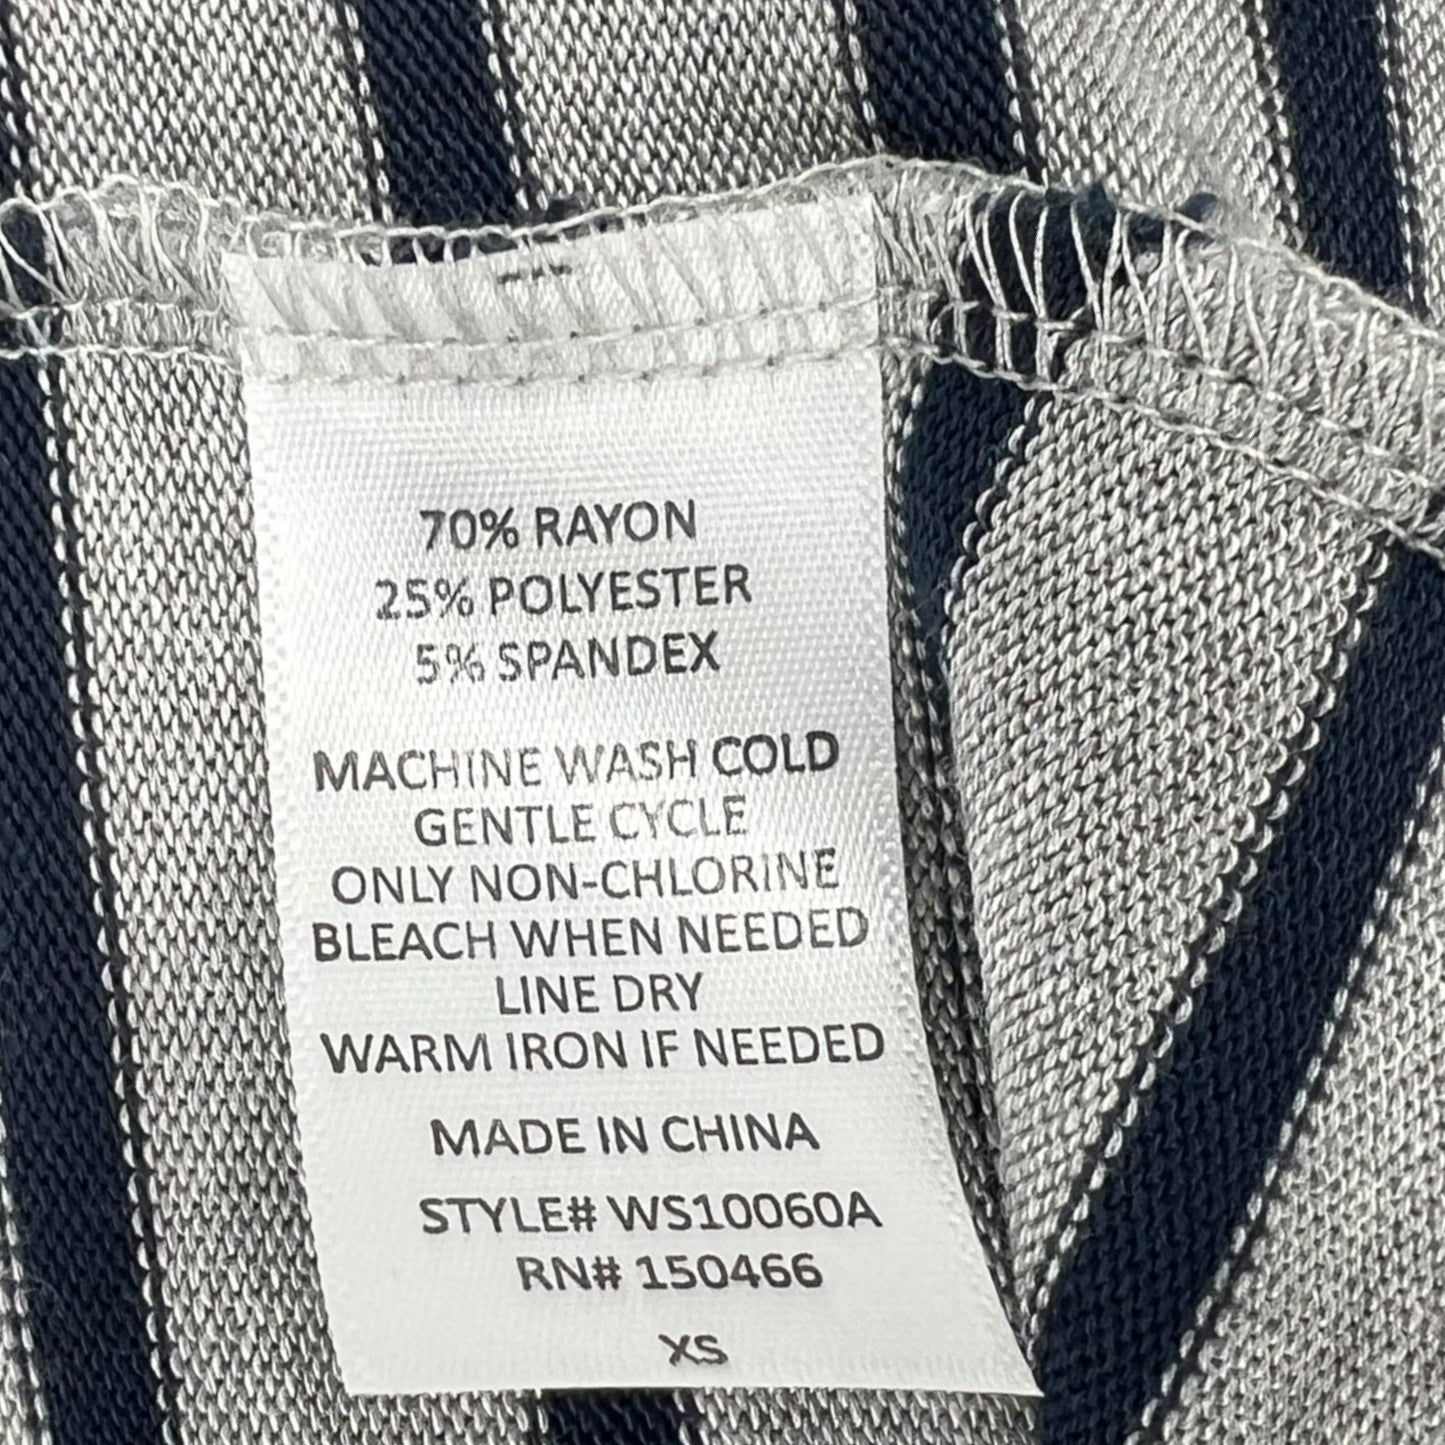 70% RAYON
25% POLYESTER
5% SPANDEX
MACHINE WASH COLD
GENTLE CYCLE
ONLY NON-CHLORINE
BLEACH WHEN NEEDED
LINE DRY
WARM IRON IF NEEDED
MADE IN CHINA
STYLE# WS10060A
RN# 150466
XS